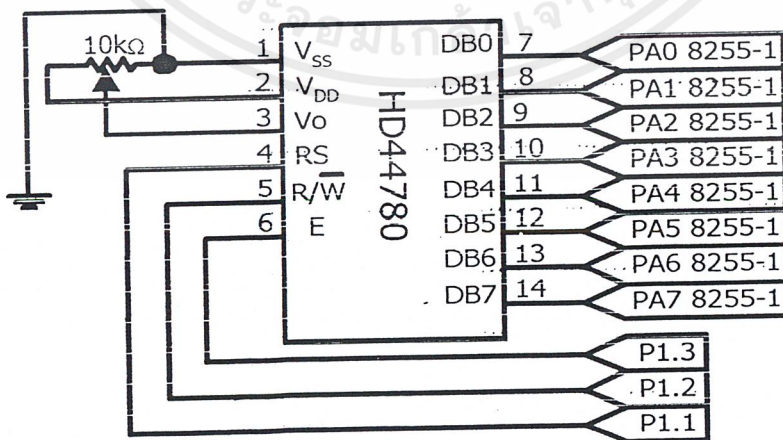 10kΩ
1 V_SS
2 V_DD
3 Vo
4 RS
5 R/W̅
6 E
HD44780
DB0 7 PA0 8255-1
DB1 8 PA1 8255-1
DB2 9 PA2 8255-1
DB3 10 PA3 8255-1
DB4 11 PA4 8255-1
DB5 12 PA5 8255-1
DB6 13 PA6 8255-1
DB7 14 PA7 8255-1
P1.3
P1.2
P1.1